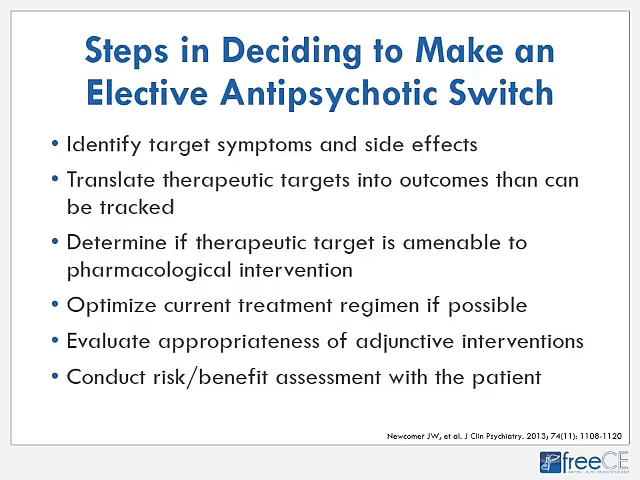 Steps in Deciding to Make an
Elective Antipsychotic Switch
• Identify target symptoms and side effects
• Translate therapeutic targets into outcomes than can
be tracked
• Determine if therapeutic target is amenable to
pharmacological intervention
• Optimize current treatment regimen if possible
• Evaluate appropriateness of adjunctive interventions
• Conduct risk/benefit assessment with the patient
Newcomer JW, et al. J Clin Psychiatry. 2013; 74(11): 1108-1120
freeCE